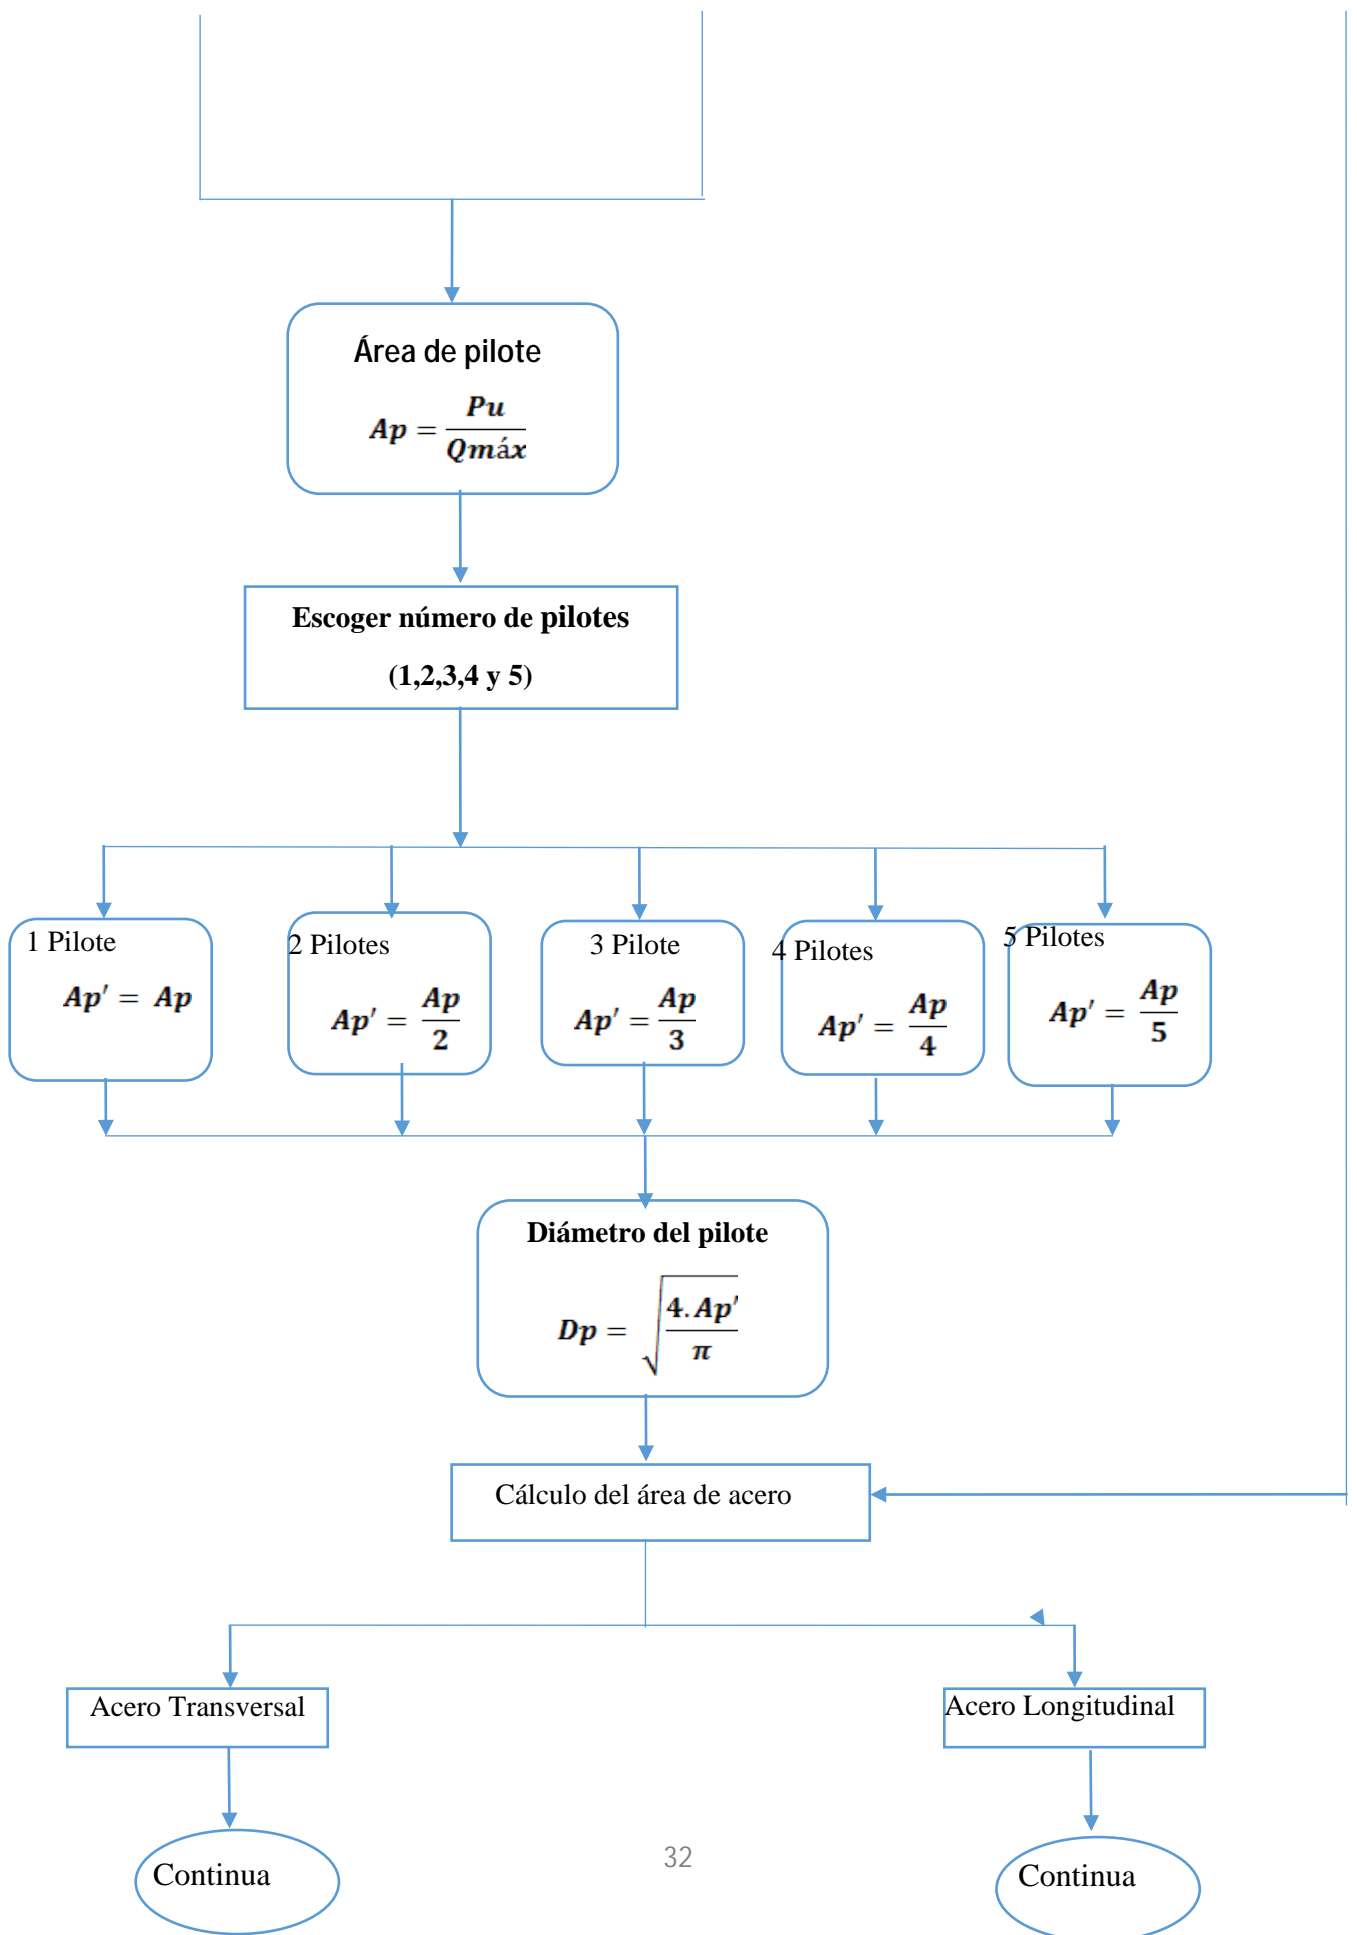 Área de pilote
Ap = Pu / Qmáx
Escoger número de pilotes
(1,2,3,4 y 5)
1 Pilote
Ap′ = Ap
2 Pilotes
Ap′ = Ap / 2
3 Pilote
Ap′ = Ap / 3
4 Pilotes
Ap′ = Ap / 4
5 Pilotes
Ap′ = Ap / 5
Diámetro del pilote
Dp = √(4. Ap′ / π)
Cálculo del área de acero
Acero Transversal
Acero Longitudinal
Continua
Continua
32